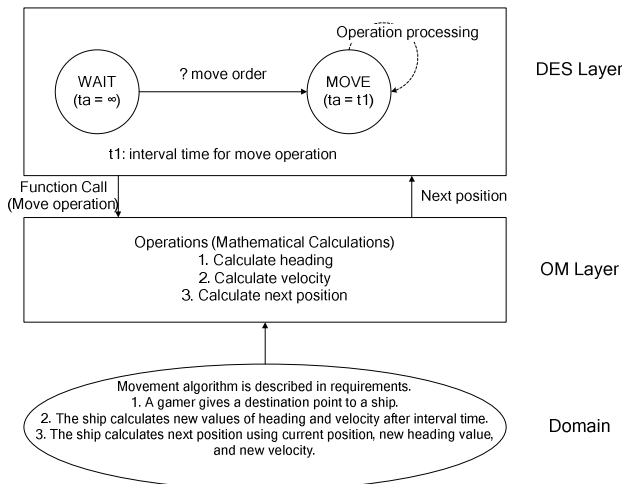 Operation processing
DES Layer
WAIT
(ta = ∞)
? move order
MOVE
(ta = t1)
t1: interval time for move operation
Function Call
(Move operation)
Next position
Operations (Mathematical Calculations)
1. Calculate heading
2. Calculate velocity
3. Calculate next position
OM Layer
Movement algorithm is described in requirements.
1. A gamer gives a destination point to a ship.
2. The ship calculates new values of heading and velocity after interval time.
3. The ship calculates next position using current position, new heading value,
and new velocity.
Domain